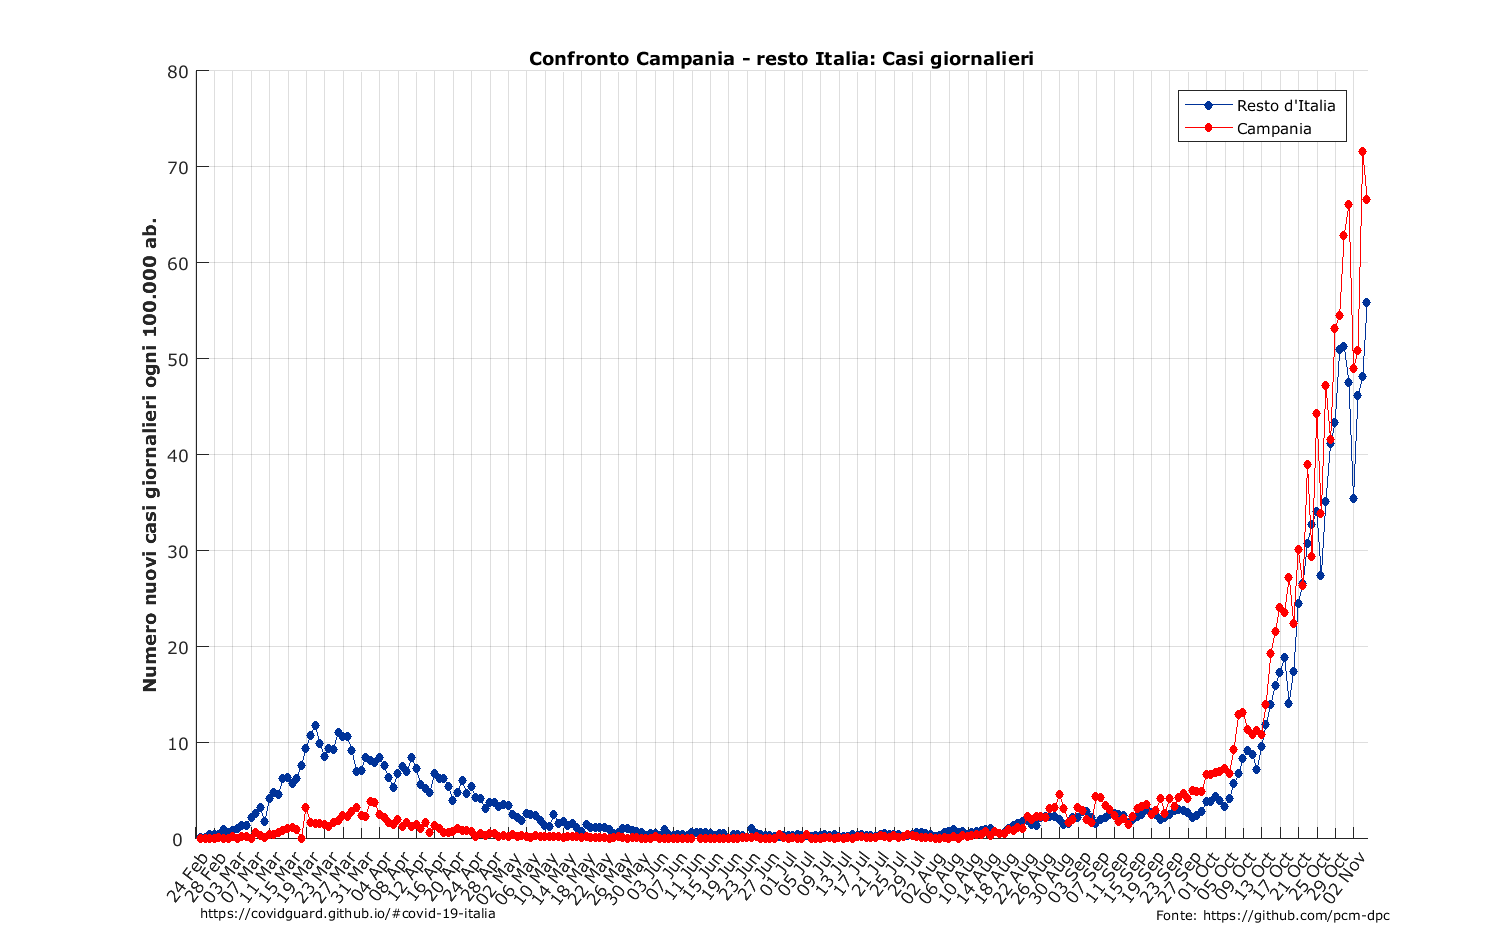 Confronto Campania - resto Italia: Casi giornalieri
80
70
60
50
40
30
20
10
0
Numero nuovi casi giornalieri ogni 100.000 ab.
Resto d'Italia
Campania
24 Feb
28 Feb
03 Mar
07 Mar
11 Mar
15 Mar
19 Mar
23 Mar
27 Mar
31 Mar
04 Apr
08 Apr
12 Apr
16 Apr
20 Apr
24 Apr
28 Apr
02 May
06 May
10 May
14 May
18 May
22 May
26 May
30 May
03 Jun
07 Jun
11 Jun
15 Jun
19 Jun
23 Jun
27 Jun
01 Jul
05 Jul
09 Jul
13 Jul
17 Jul
21 Jul
25 Jul
29 Jul
02 Aug
06 Aug
10 Aug
14 Aug
18 Aug
22 Aug
26 Aug
30 Aug
03 Sep
07 Sep
11 Sep
15 Sep
19 Sep
23 Sep
27 Sep
01 Oct
05 Oct
09 Oct
13 Oct
17 Oct
21 Oct
25 Oct
29 Oct
02 Nov
https://covidguard.github.io/#covid-19-italia
Fonte: https://github.com/pcm-dpc